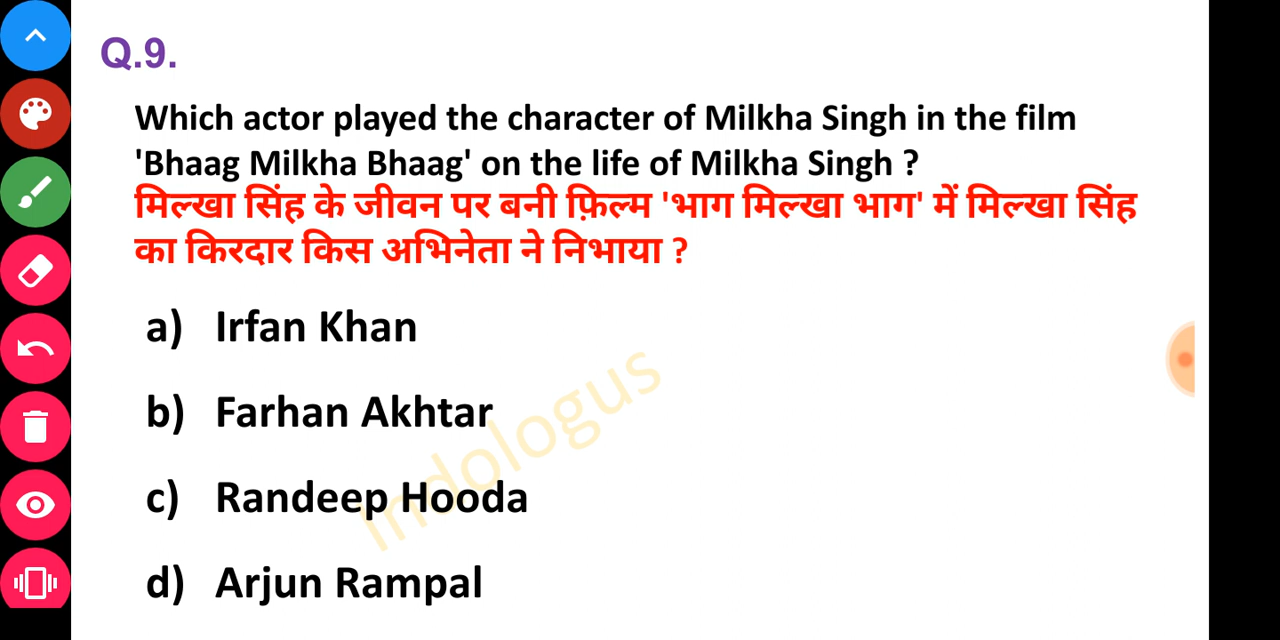 Q.9.
Which actor played the character of Milkha Singh in the film
'Bhaag Milkha Bhaag' on the life of Milkha Singh ?
मिल्खा सिंह के जीवन पर बनी फ़िल्म 'भाग मिल्खा भाग' में मिल्खा सिंह
का किरदार किस अभिनेता ने निभाया ?
a) Irfan Khan
b) Farhan Akhtar
c) Randeep Hooda
d) Arjun Rampal
Indologus